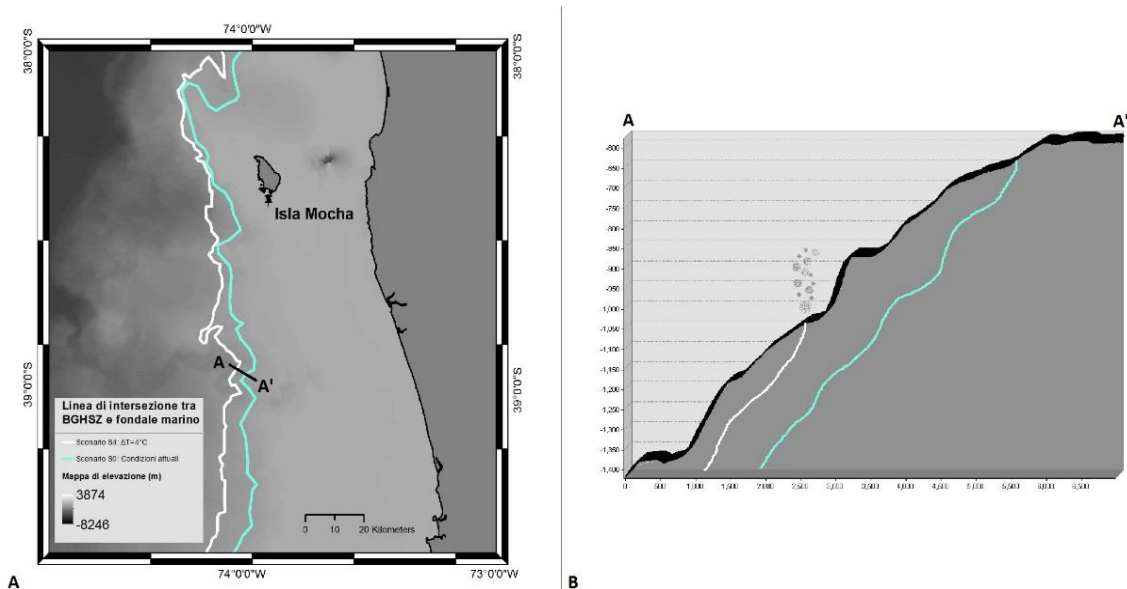 74°0'0"W
38°0'0"S
38°0'0"S
Isla Mocha
A
A'
39°0'0"S
39°0'0"S
Linea di intersezione tra
BGHSZ e fondale marino
Scenario S4: ΔT=4°C
Scenario S0: Condizioni attuali
Mappa di elevazione (m)
3874
-8246
0 10 20 Kilometers
74°0'0"W
73°0'0"W
A
A
A'
-600
-650
-700
-750
-800
-850
-900
-950
-1,000
-1,050
-1,100
-1,150
-1,200
-1,250
-1,300
-1,350
-1,400
0 500 1,000 1,500 2,000 2,500 3,000 3,500 4,000 4,500 5,000 5,500 6,000 6,500
B